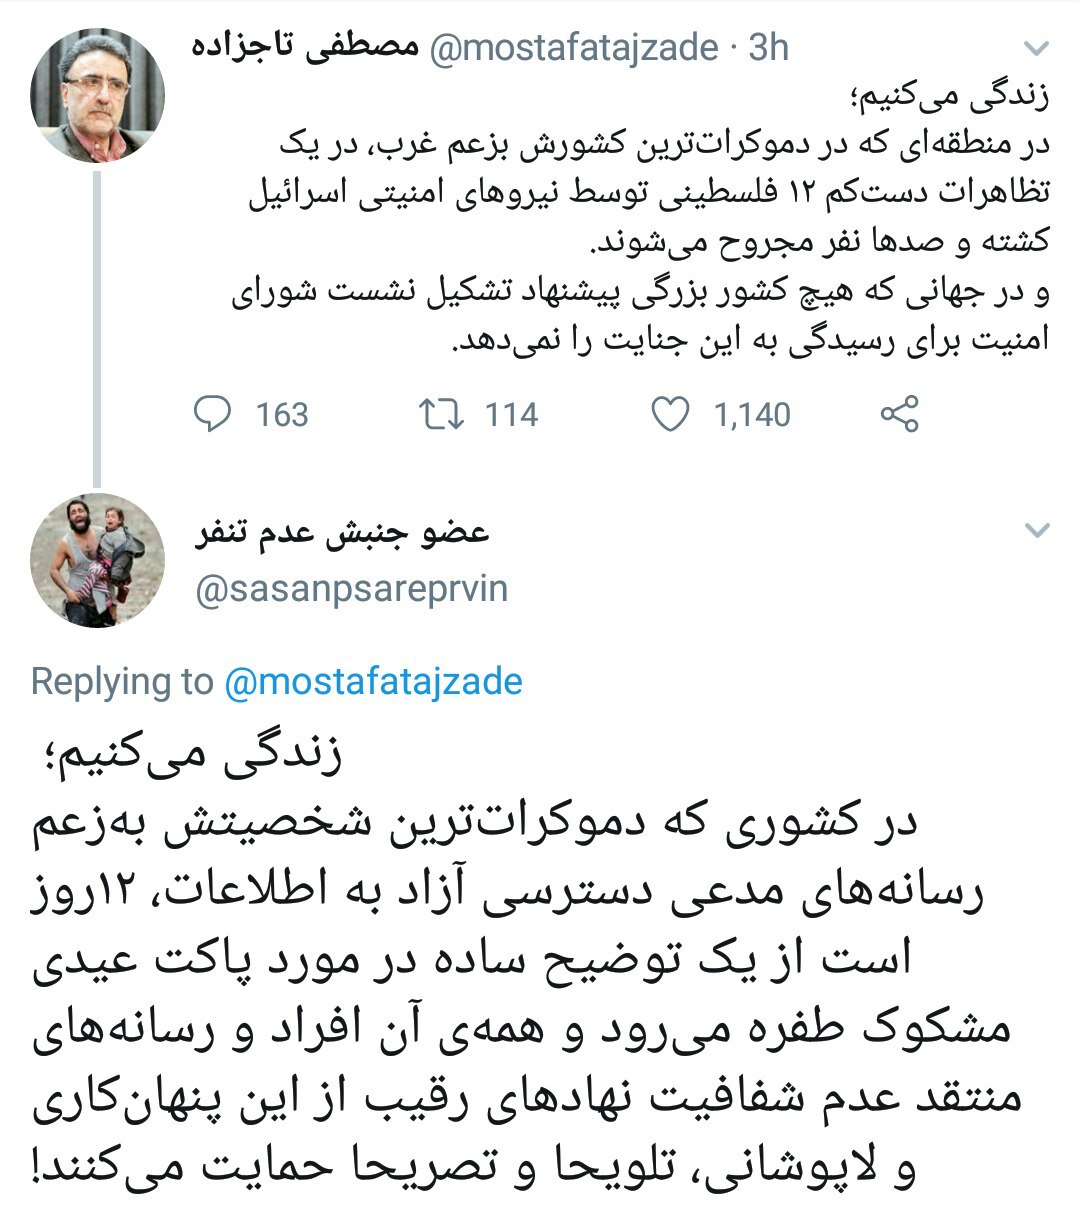 مصطفی تاجزاده @mostafatajzade · 3h
زندگی می‌کنیم؛
در منطقه‌ای که در دموکرات‌ترین کشورش بزعم غرب، در یک
تظاهرات دست‌کم ۱۲ فلسطینی توسط نیروهای امنیتی اسرائیل
کشته و صدها نفر مجروح می‌شوند.
و در جهانی که هیچ کشور بزرگی پیشنهاد تشکیل نشست شورای
امنیت برای رسیدگی به این جنایت را نمی‌دهد.
163 114 1,140
عضو جنبش عدم تنفر
@sasanpsareprvin
Replying to @mostafatajzade
زندگی می‌کنیم؛
در کشوری که دموکرات‌ترین شخصیتش به‌زعم
رسانه‌های مدعی دسترسی آزاد به اطلاعات، ۱۲روز
است از یک توضیح ساده در مورد پاکت عیدی
مشکوک طفره می‌رود و همه‌ی آن افراد و رسانه‌های
منتقد عدم شفافیت نهادهای رقیب از این پنهان‌کاری
و لاپوشانی، تلویحا و تصریحا حمایت می‌کنند!